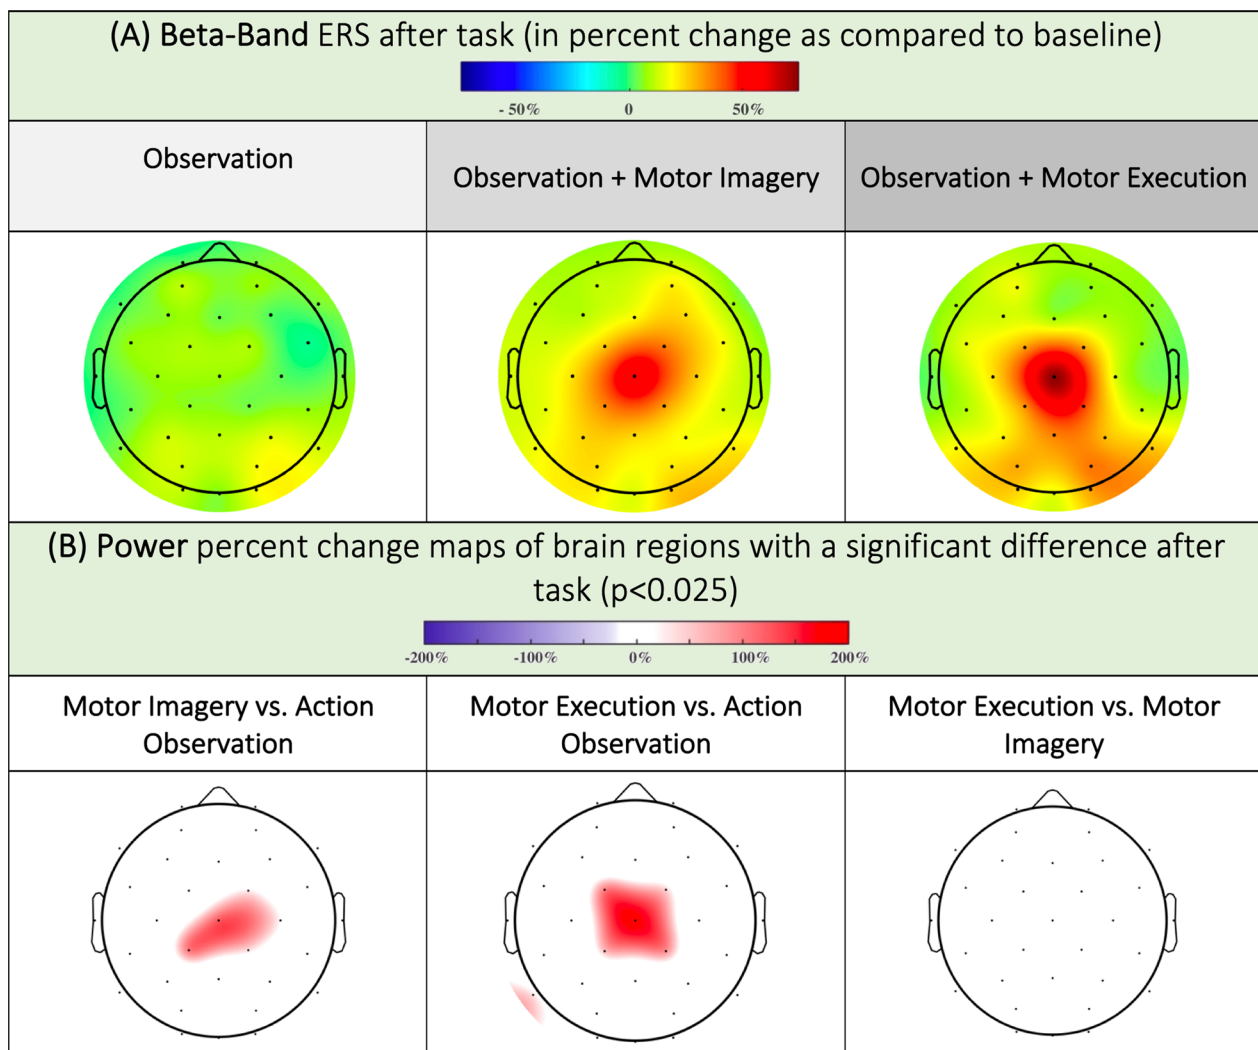 (A) Beta-Band ERS after task (in percent change as compared to baseline)
- 50% 0 50%
Observation
Observation + Motor Imagery
Observation + Motor Execution
(B) Power percent change maps of brain regions with a significant difference after
task (p<0.025)
-200% -100% 0% 100% 200%
Motor Imagery vs. Action
Observation
Motor Execution vs. Action
Observation
Motor Execution vs. Motor
Imagery